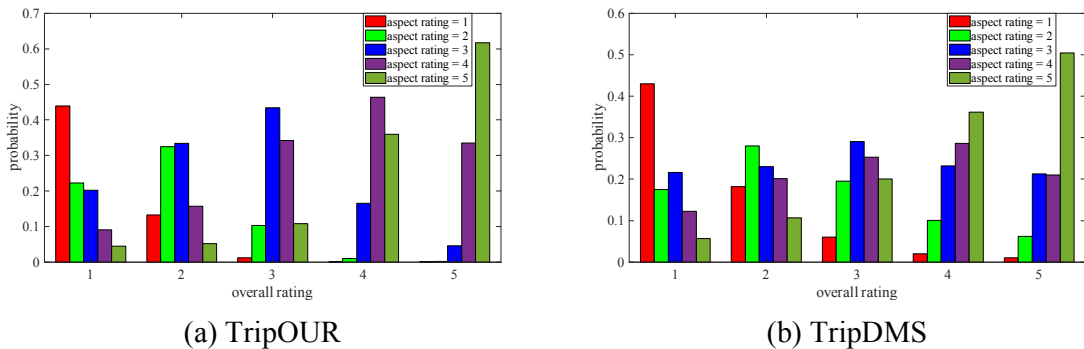 0.7
0.6
0.5
0.4
0.3
0.2
0.1
0
probability
1 2 3 4 5
overall rating
aspect rating = 1
aspect rating = 2
aspect rating = 3
aspect rating = 4
aspect rating = 5
(a) TripOUR
0.6
0.5
0.4
0.3
0.2
0.1
0
probability
1 2 3 4 5
overall rating
aspect rating = 1
aspect rating = 2
aspect rating = 3
aspect rating = 4
aspect rating = 5
(b) TripDMS